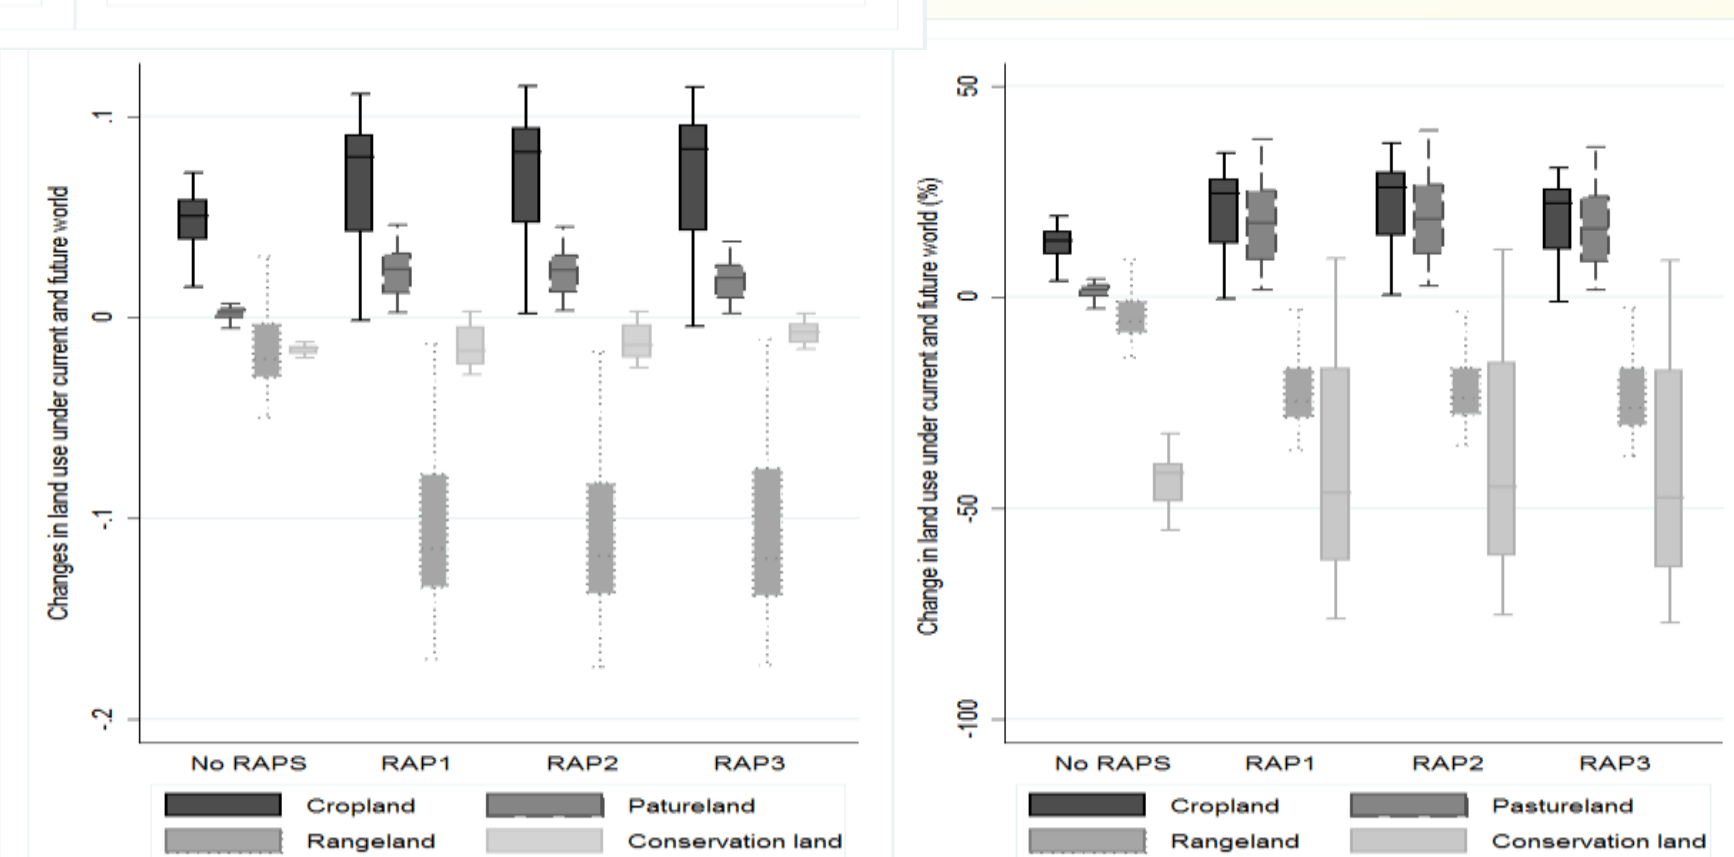 Changes in land use under current and future world
.1
0
-.1
-.2
No RAPS RAP1 RAP2 RAP3
Cropland Patureland
Rangeland Conservation land
Change in land use under current and future world (%)
50
0
-50
-100
No RAPS RAP1 RAP2 RAP3
Cropland Pastureland
Rangeland Conservation land